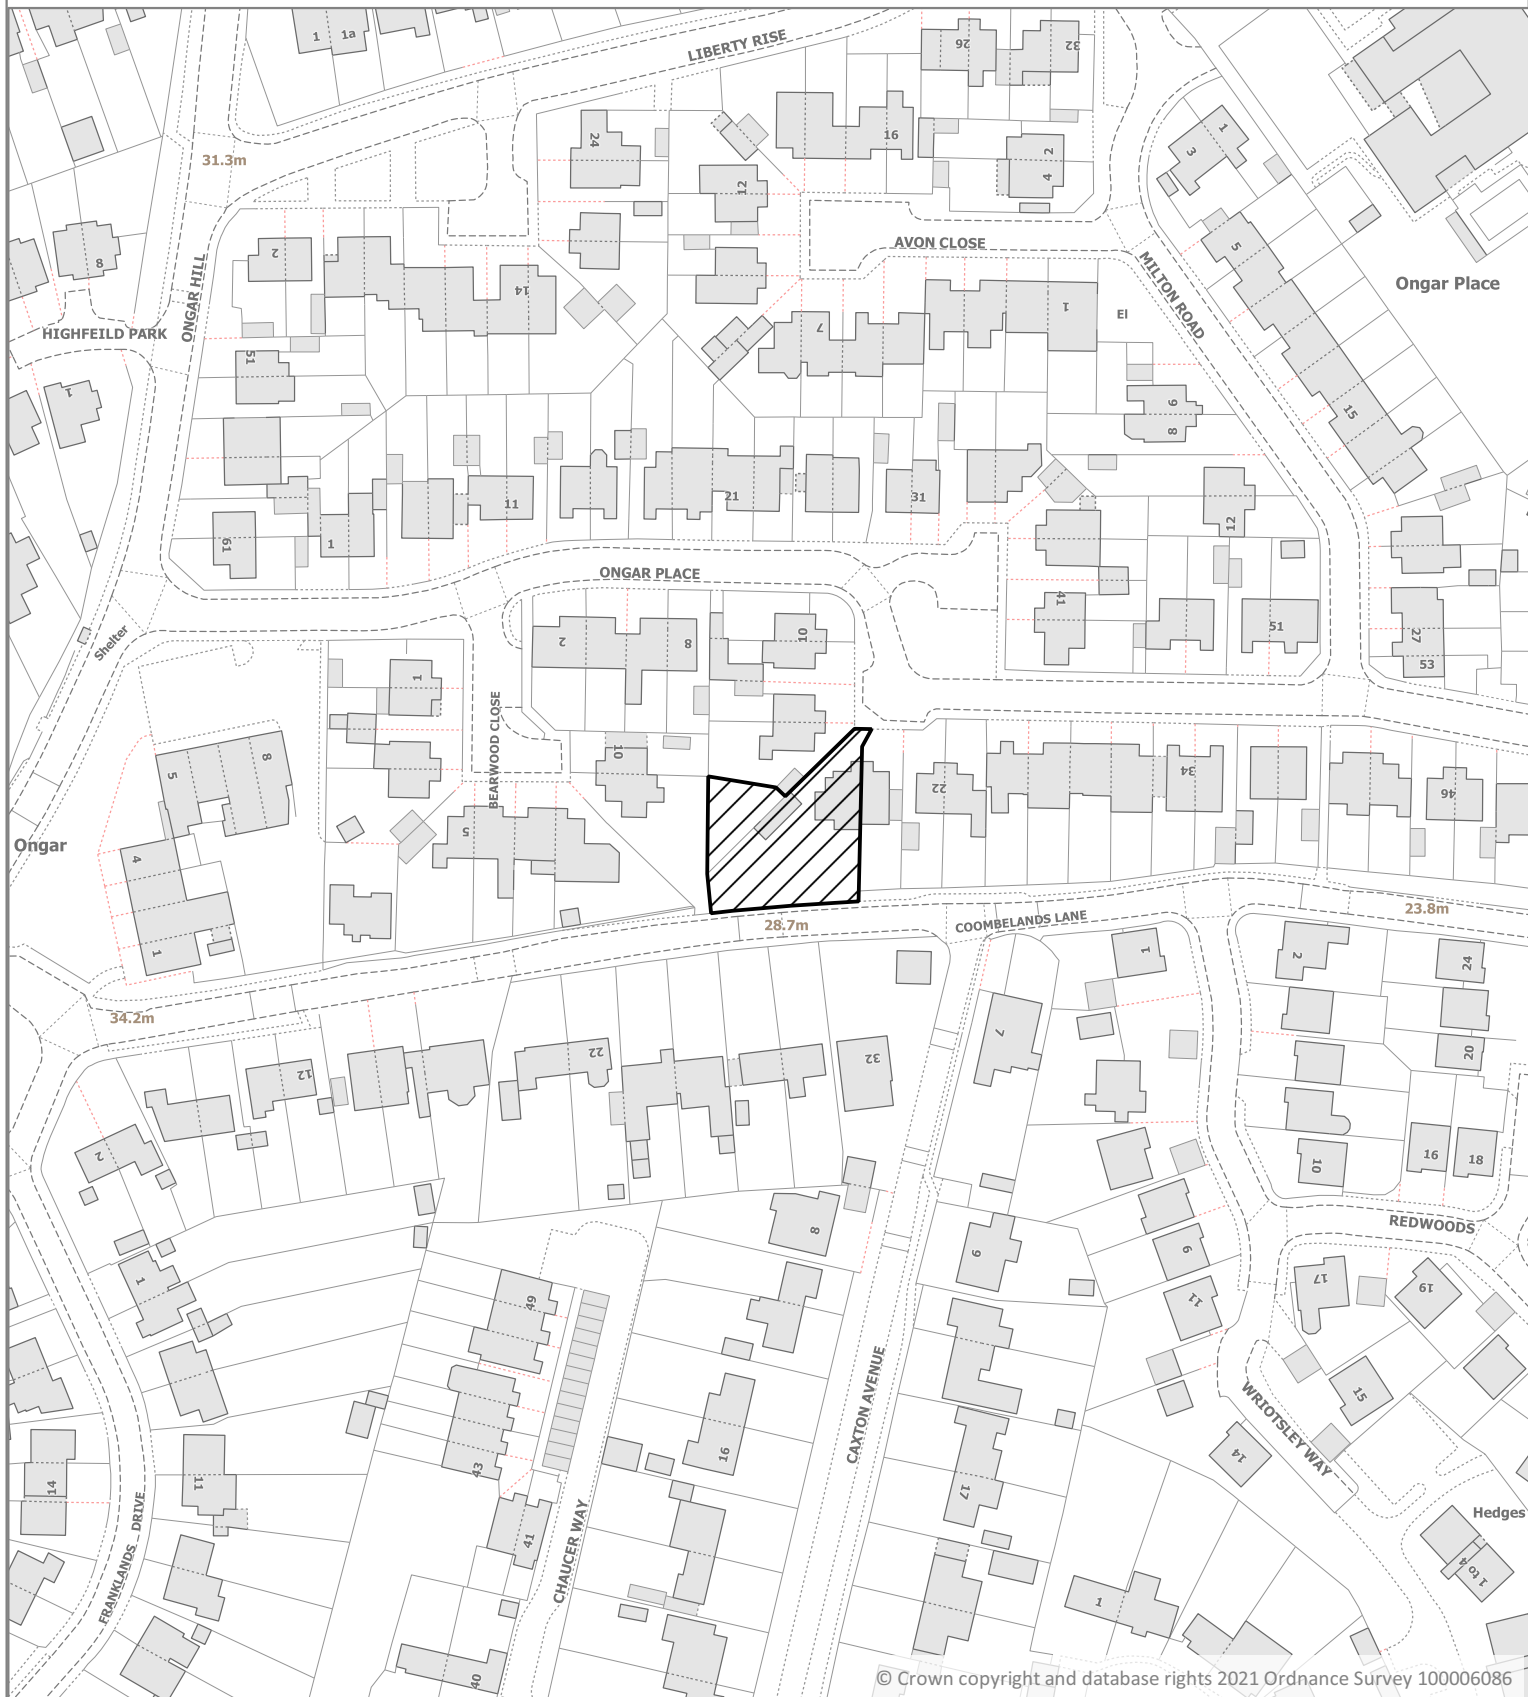 1 1a
LIBERTY RISE
26
32
24
16
12
2
4
1
3
31.3m
8
2
ONGAR HILL
14
AVON CLOSE
5
MILTON ROAD
Ongar Place
HIGHFEILD PARK
7
1
El
51
1
9
8
15
11
21
31
12
61
1
ONGAR PLACE
41
51
27
53
Shelter
2
8
10
1
BEARWOOD CLOSE
5
8
10
22
34
46
Ongar
4
5
1
28.7m
COOMBELANDS LANE
23.8m
1
2
24
34.2m
7
12
22
32
20
2
10
16
18
8
9
6
REDWOODS
1
49
11
17
19
CAXTON AVENUE
15
WRIOTSLEY WAY
16
43
17
14
14
11
41
CHAUCER WAY
Hedges
FRANKLANDS DRIVE
1
1 to 4
40
© Crown copyright and database rights 2021 Ordnance Survey 100006086